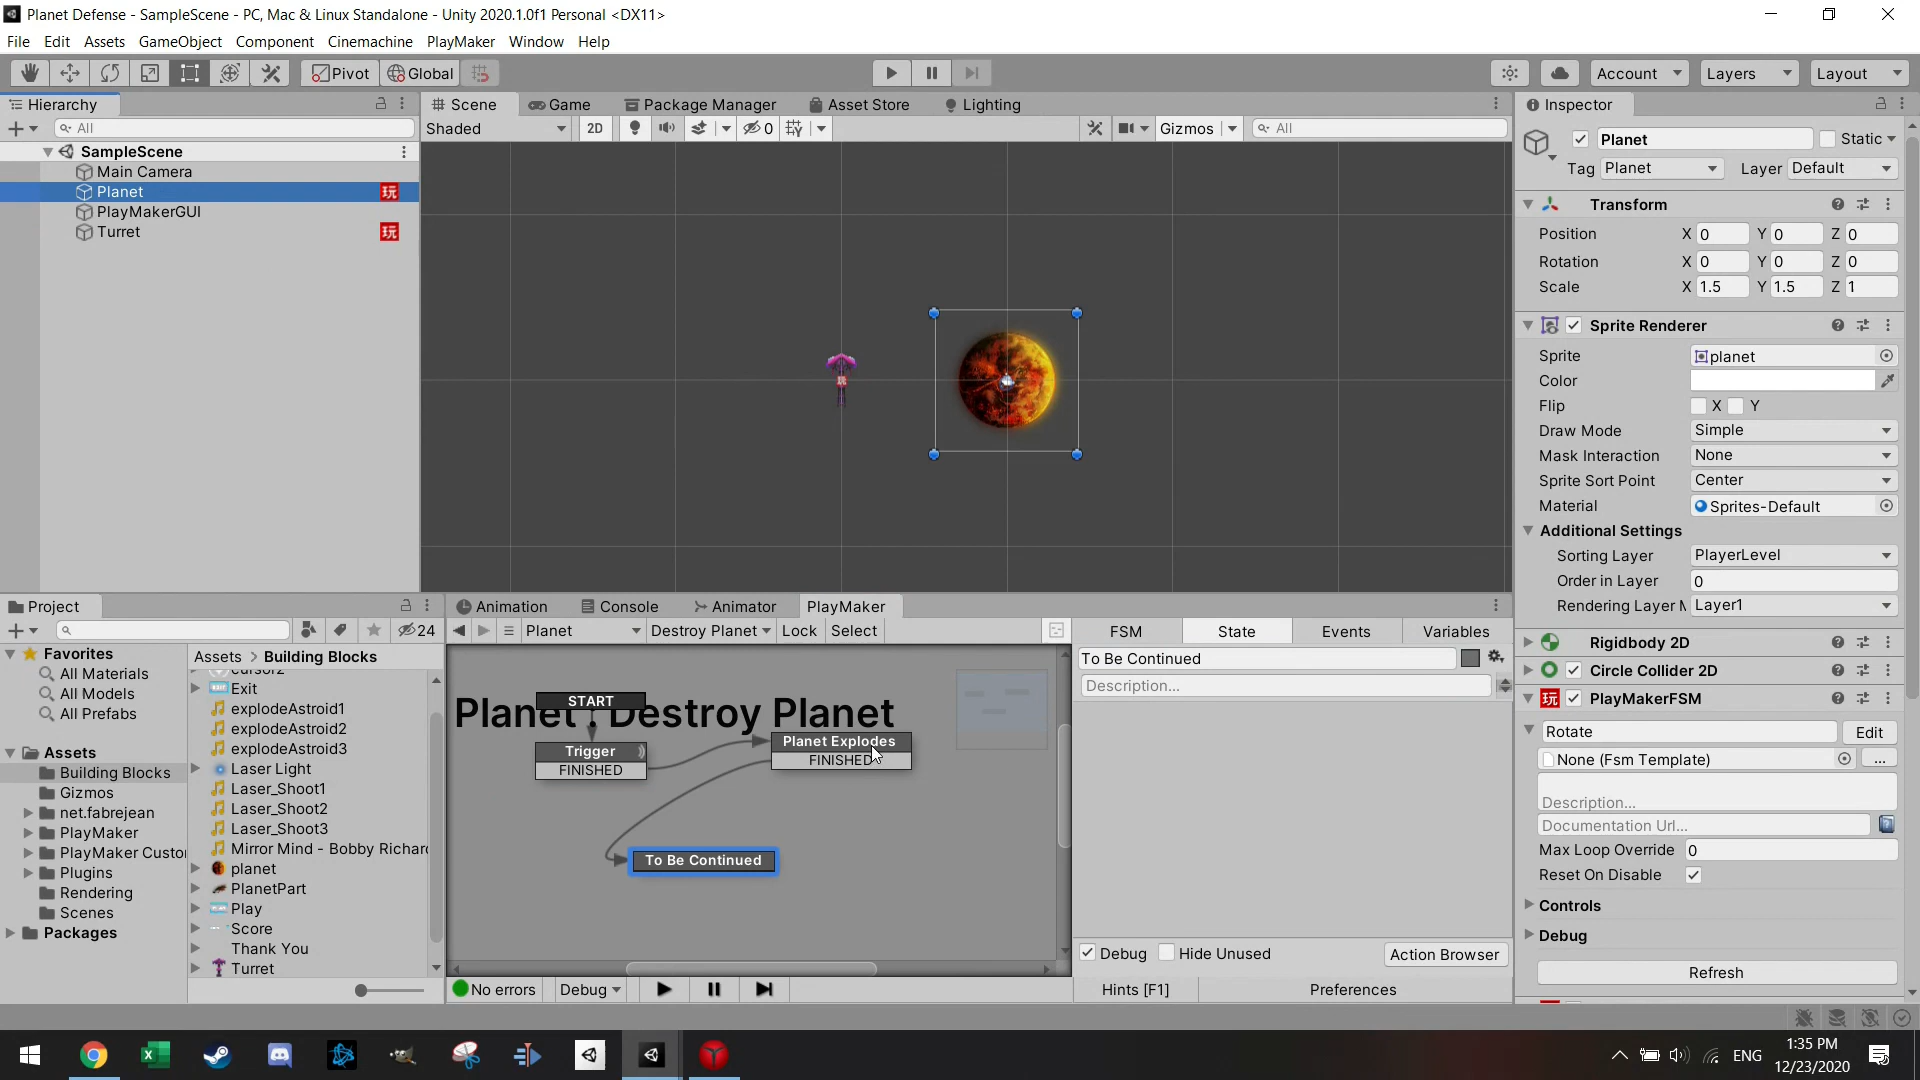 Planet Defense - SampleScene - PC, Mac & Linux Standalone - Unity 2020.1.0f1 Personal <DX11>
File Edit Assets GameObject Component Cinemachine PlayMaker Window Help
Pivot Global Account Layers Layout
Hierarchy
All
SampleScene
Main Camera
Planet 玩
PlayMakerGUI
Turret 玩
Scene Game Package Manager Asset Store Lighting
Shaded 2D 0 Gizmos All
Inspector
Planet Static
Tag Planet Layer Default
Transform
Position X 0 Y 0 Z 0
Rotation X 0 Y 0 Z 0
Scale X 1.5 Y 1.5 Z 1
Sprite Renderer
Sprite planet
Color
Flip X Y
Draw Mode Simple
Mask Interaction None
Sprite Sort Point Center
Material Sprites-Default
Additional Settings
Sorting Layer PlayerLevel
Order in Layer 0
Rendering Layer M Layer1
Rigidbody 2D
Circle Collider 2D
玩 PlayMakerFSM
Rotate Edit
None (Fsm Template) ...
Description...
Documentation Url...
Max Loop Override 0
Reset On Disable
Controls
Debug
Refresh
Project
24
Favorites
All Materials
All Models
All Prefabs
Assets
Building Blocks
Gizmos
net.fabrejean
PlayMaker
PlayMaker Custo
Plugins
Rendering
Scenes
Packages
Assets > Building Blocks
cursor2
Exit
explodeAstroid1
explodeAstroid2
explodeAstroid3
Laser Light
Laser_Shoot1
Laser_Shoot2
Laser_Shoot3
Mirror Mind - Bobby Richar
planet
PlanetPart
Play
Score
Thank You
Turret
Animation Console Animator PlayMaker
Planet Destroy Planet Lock Select
Planet : Destroy Planet
START
Trigger
FINISHED
Planet Explodes
FINISHED
To Be Continued
FSM State Events Variables
To Be Continued
Description...
Debug Hide Unused Action Browser
No errors Debug
Hints [F1] Preferences
ENG
1:35 PM
12/23/2020